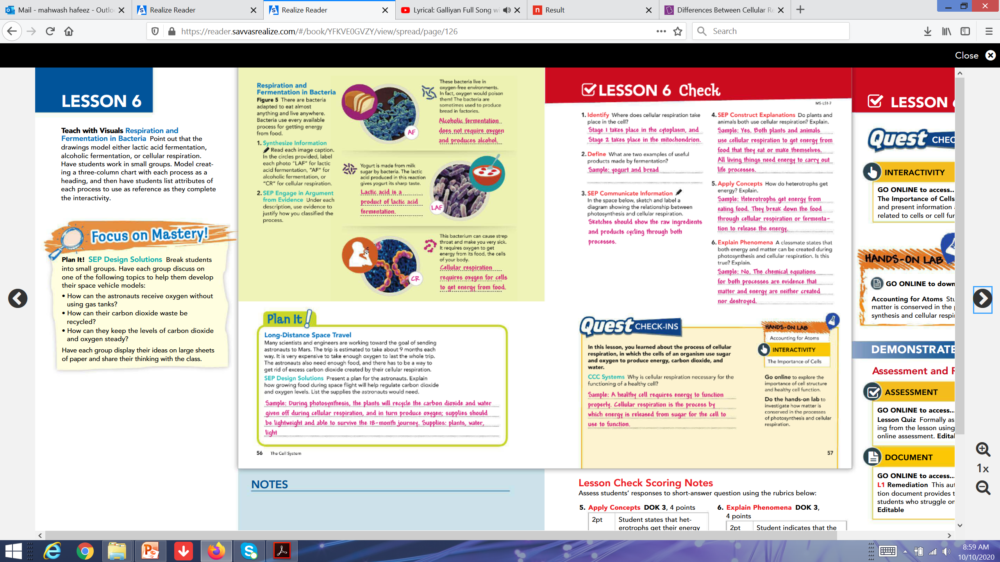 Mail - mahwash hafeez - Outlo
Realize Reader
Realize Reader
Lyrical: Galliyan Full Song wi
Result
Differences Between Cellular Re
https://reader.savvasrealize.com/#/book/YFKVE0GVZY/view/spread/page/126
Search
Close
LESSON 6
Teach with Visuals Respiration and
Fermentation in Bacteria Point out that the
drawings model either lactic acid fermentation,
alcoholic fermentation, or cellular respiration.
Have students work in small groups. Model creat-
ing a three-column chart with each process as a
heading, and then have students list attributes of
each process to use as reference as they complete
the interactivity.
Focus on Mastery!
Plan It! SEP Design Solutions Break students
into small groups. Have each group discuss on
one of the following topics to help them develop
their space vehicle models:
• How can the astronauts receive oxygen without
using gas tanks?
• How can their carbon dioxide waste be
recycled?
• How can they keep the levels of carbon dioxide
and oxygen steady?
Have each group display their ideas on large sheets
of paper and share their thinking with the class.
Respiration and
Fermentation in Bacteria
Figure 5 There are bacteria
adapted to eat almost
anything and live anywhere.
Bacteria use every available
process for getting energy
from food.
1. Synthesize Information
Read each image caption.
In the circles provided, label
each photo “LAF” for lactic
acid fermentation, “AF” for
alcoholic fermentation, or
“CR” for cellular respiration.
2. SEP Engage in Argument
from Evidence Under each
description, use evidence to
justify how you classified the
process.
These bacteria live in
oxygen-free environments.
In fact, oxygen would poison
them! The bacteria are
sometimes used to produce
bread in factories.
Alcoholic fermentation
does not require oxygen
and produces alcohol.
AF
Yogurt is made from milk
sugar by bacteria. The lactic
acid produced in this reaction
gives yogurt its sharp taste.
Lactic acid is a
product of lactic acid
fermentation.
LAF
This bacterium can cause strep
throat and make you very sick.
It requires oxygen to get
energy from its food, the cells
of your body.
Cellular respiration
requires oxygen for cells
to get energy from food.
CR
Plan It!
Long-Distance Space Travel
Many scientists and engineers are working toward the goal of sending
astronauts to Mars. The trip is estimated to take about 9 months each
way. It is very expensive to take enough oxygen to last the whole trip.
The astronauts also need enough food, and there has to be a way to
get rid of excess carbon dioxide created by their cellular respiration.
SEP Design Solutions Present a plan for the astronauts. Explain
how growing food during space flight will help regulate carbon dioxide
and oxygen levels. List the supplies the astronauts would need.
Sample: During photosynthesis, the plants will recycle the carbon dioxide and water
given off during cellular respiration, and in turn produce oxygen; supplies should
be lightweight and able to survive the 18-month journey. Supplies: plants, water,
light
56 The Cell System
NOTES
LESSON 6 Check
MS-LS1-7
1. Identify Where does cellular respiration take
place in the cell?
Stage 1 takes place in the cytoplasm, and
Stage 2 takes place in the mitochondrion.
2. Define What are two examples of useful
products made by fermentation?
Sample: yogurt and bread
3. SEP Communicate Information
In the space below, sketch and label a
diagram showing the relationship between
photosynthesis and cellular respiration.
Sketches should show the raw ingredients
and products cycling through both
processes.
4. SEP Construct Explanations Do plants and
animals both use cellular respiration? Explain.
Sample: Yes. Both plants and animals
use cellular respiration to get energy from
food that they eat or make themselves.
All living things need energy to carry out
life processes.
5. Apply Concepts How do heterotrophs get
energy? Explain.
Sample: Heterotrophs get energy from
eating food. They break down the food
through cellular respiration or fermenta-
tion to release the energy.
6. Explain Phenomena A classmate states that
both energy and matter can be created during
photosynthesis and cellular respiration. Is this
true? Explain.
Sample: No. The chemical equations
for both processes are evidence that
matter and energy are neither created
nor destroyed.
Quest CHECK-INS
In this lesson, you learned about the process of cellular
respiration, in which the cells of an organism use sugar
and oxygen to produce energy, carbon dioxide, and
water.
CCC Systems Why is cellular respiration necessary for the
functioning of a healthy cell?
Sample: A healthy cell requires energy to function
properly. Cellular respiration is the process by
which energy is released from sugar for the cell to
use to function.
HANDS-ON LAB
Accounting for Atoms
INTERACTIVITY
The Importance of Cells
Go online to explore the
importance of cell structure
and healthy cell function.
Do the hands-on lab to
investigate how matter is
conserved in the processes
of photosynthesis and cellular
respiration.
57
Lesson Check Scoring Notes
Assess students’ responses to short-answer question using the rubrics below:
5. Apply Concepts DOK 3, 4 points
2pt Student states that het-
erotrophs get their energy
6. Explain Phenomena DOK 3,
4 points
2pt Student indicates that the
LESSON
Quest CHEC
INTERACTIVITY
GO ONLINE to access...
The Importance of Cells
and present information
related to cells or cell fur
HANDS-ON LAB
GO ONLINE to down
Accounting for Atoms Stu
matter is conserved in the
synthesis and cellular respi
DEMONSTRATE
Assessment and R
ASSESSMENT
GO ONLINE to access...
Lesson Quiz Formally as
ing from the lesson using
online assessment. Edita
DOCUMENT
GO ONLINE to access...
L1 Remediation This aut
tion document provides t
students who struggle on
Editable
1x
8:59 AM
10/10/2020